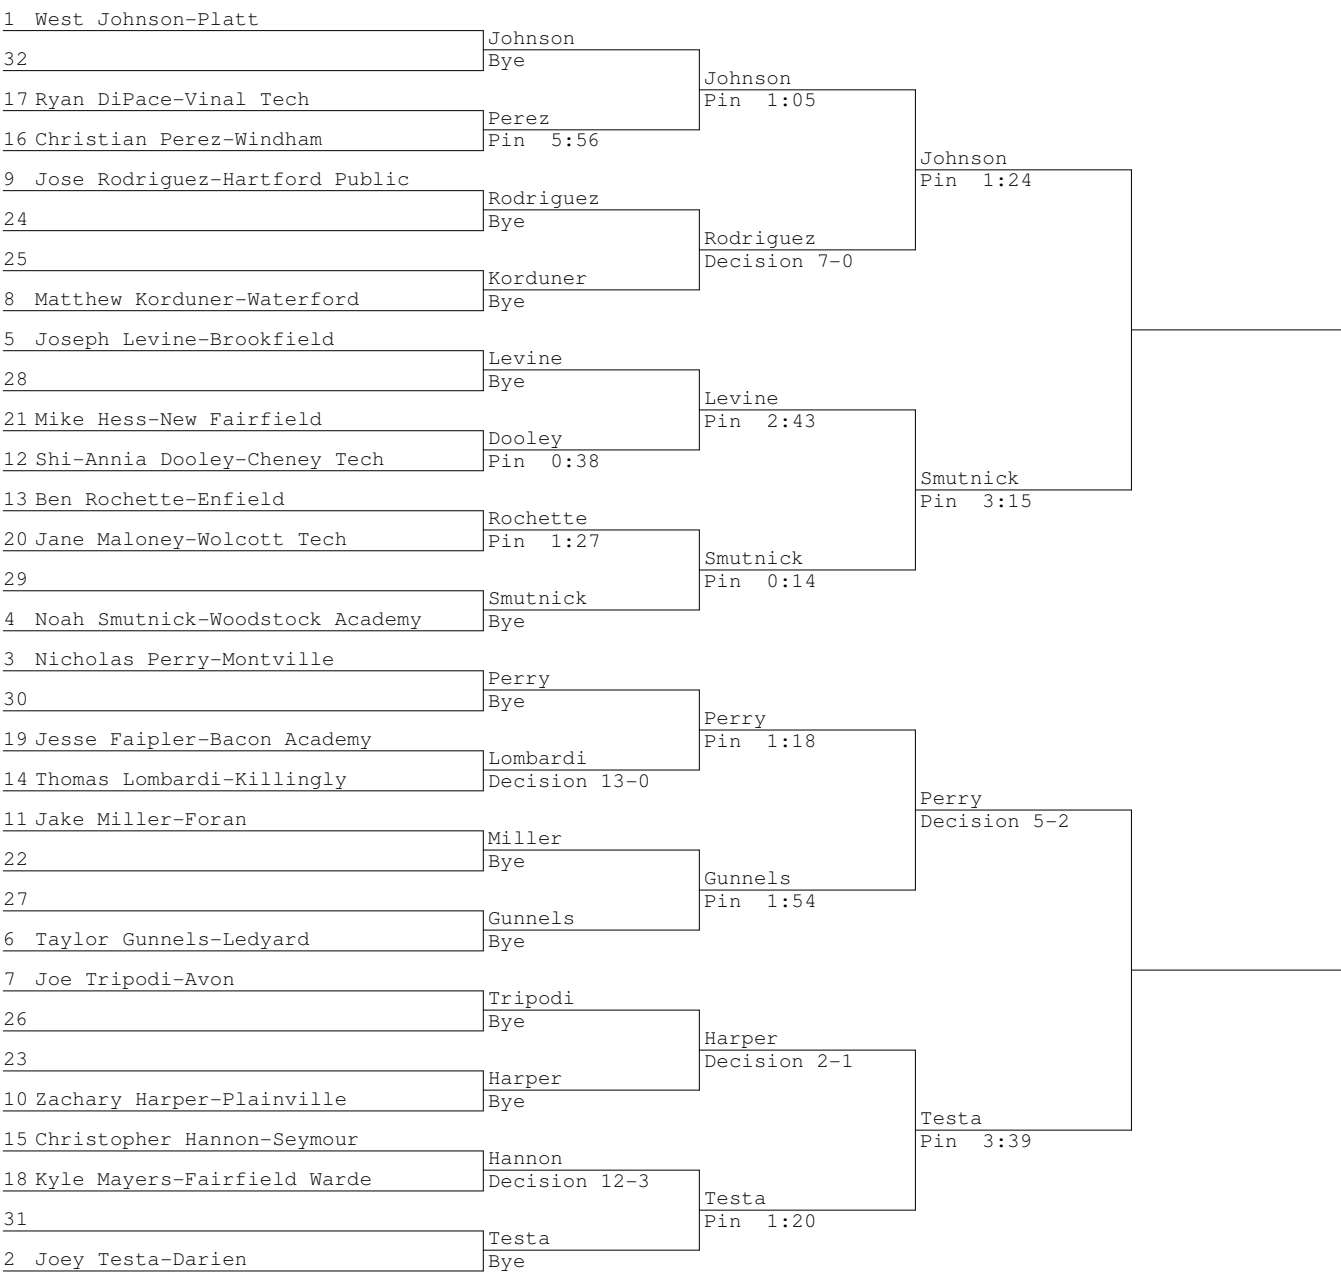 1 West Johnson-Platt
Johnson
32
Bye
Johnson
17 Ryan DiPace-Vinal Tech
Pin 1:05
Perez
16 Christian Perez-Windham
Pin 5:56
Johnson
9 Jose Rodriguez-Hartford Public
Pin 1:24
Rodriguez
24
Bye
Rodriguez
25
Decision 7-0
Korduner
8 Matthew Korduner-Waterford
Bye
5 Joseph Levine-Brookfield
Levine
28
Bye
Levine
21 Mike Hess-New Fairfield
Pin 2:43
Dooley
12 Shi-Annia Dooley-Cheney Tech
Pin 0:38
Smutnick
13 Ben Rochette-Enfield
Pin 3:15
Rochette
20 Jane Maloney-Wolcott Tech
Pin 1:27
Smutnick
29
Pin 0:14
Smutnick
4 Noah Smutnick-Woodstock Academy
Bye
3 Nicholas Perry-Montville
Perry
30
Bye
Perry
19 Jesse Faipler-Bacon Academy
Pin 1:18
Lombardi
14 Thomas Lombardi-Killingly
Decision 13-0
Perry
11 Jake Miller-Foran
Decision 5-2
Miller
22
Bye
Gunnels
27
Pin 1:54
Gunnels
6 Taylor Gunnels-Ledyard
Bye
7 Joe Tripodi-Avon
Tripodi
26
Bye
Harper
23
Decision 2-1
Harper
10 Zachary Harper-Plainville
Bye
Testa
15 Christopher Hannon-Seymour
Pin 3:39
Hannon
18 Kyle Mayers-Fairfield Warde
Decision 12-3
Testa
31
Pin 1:20
Testa
2 Joey Testa-Darien
Bye